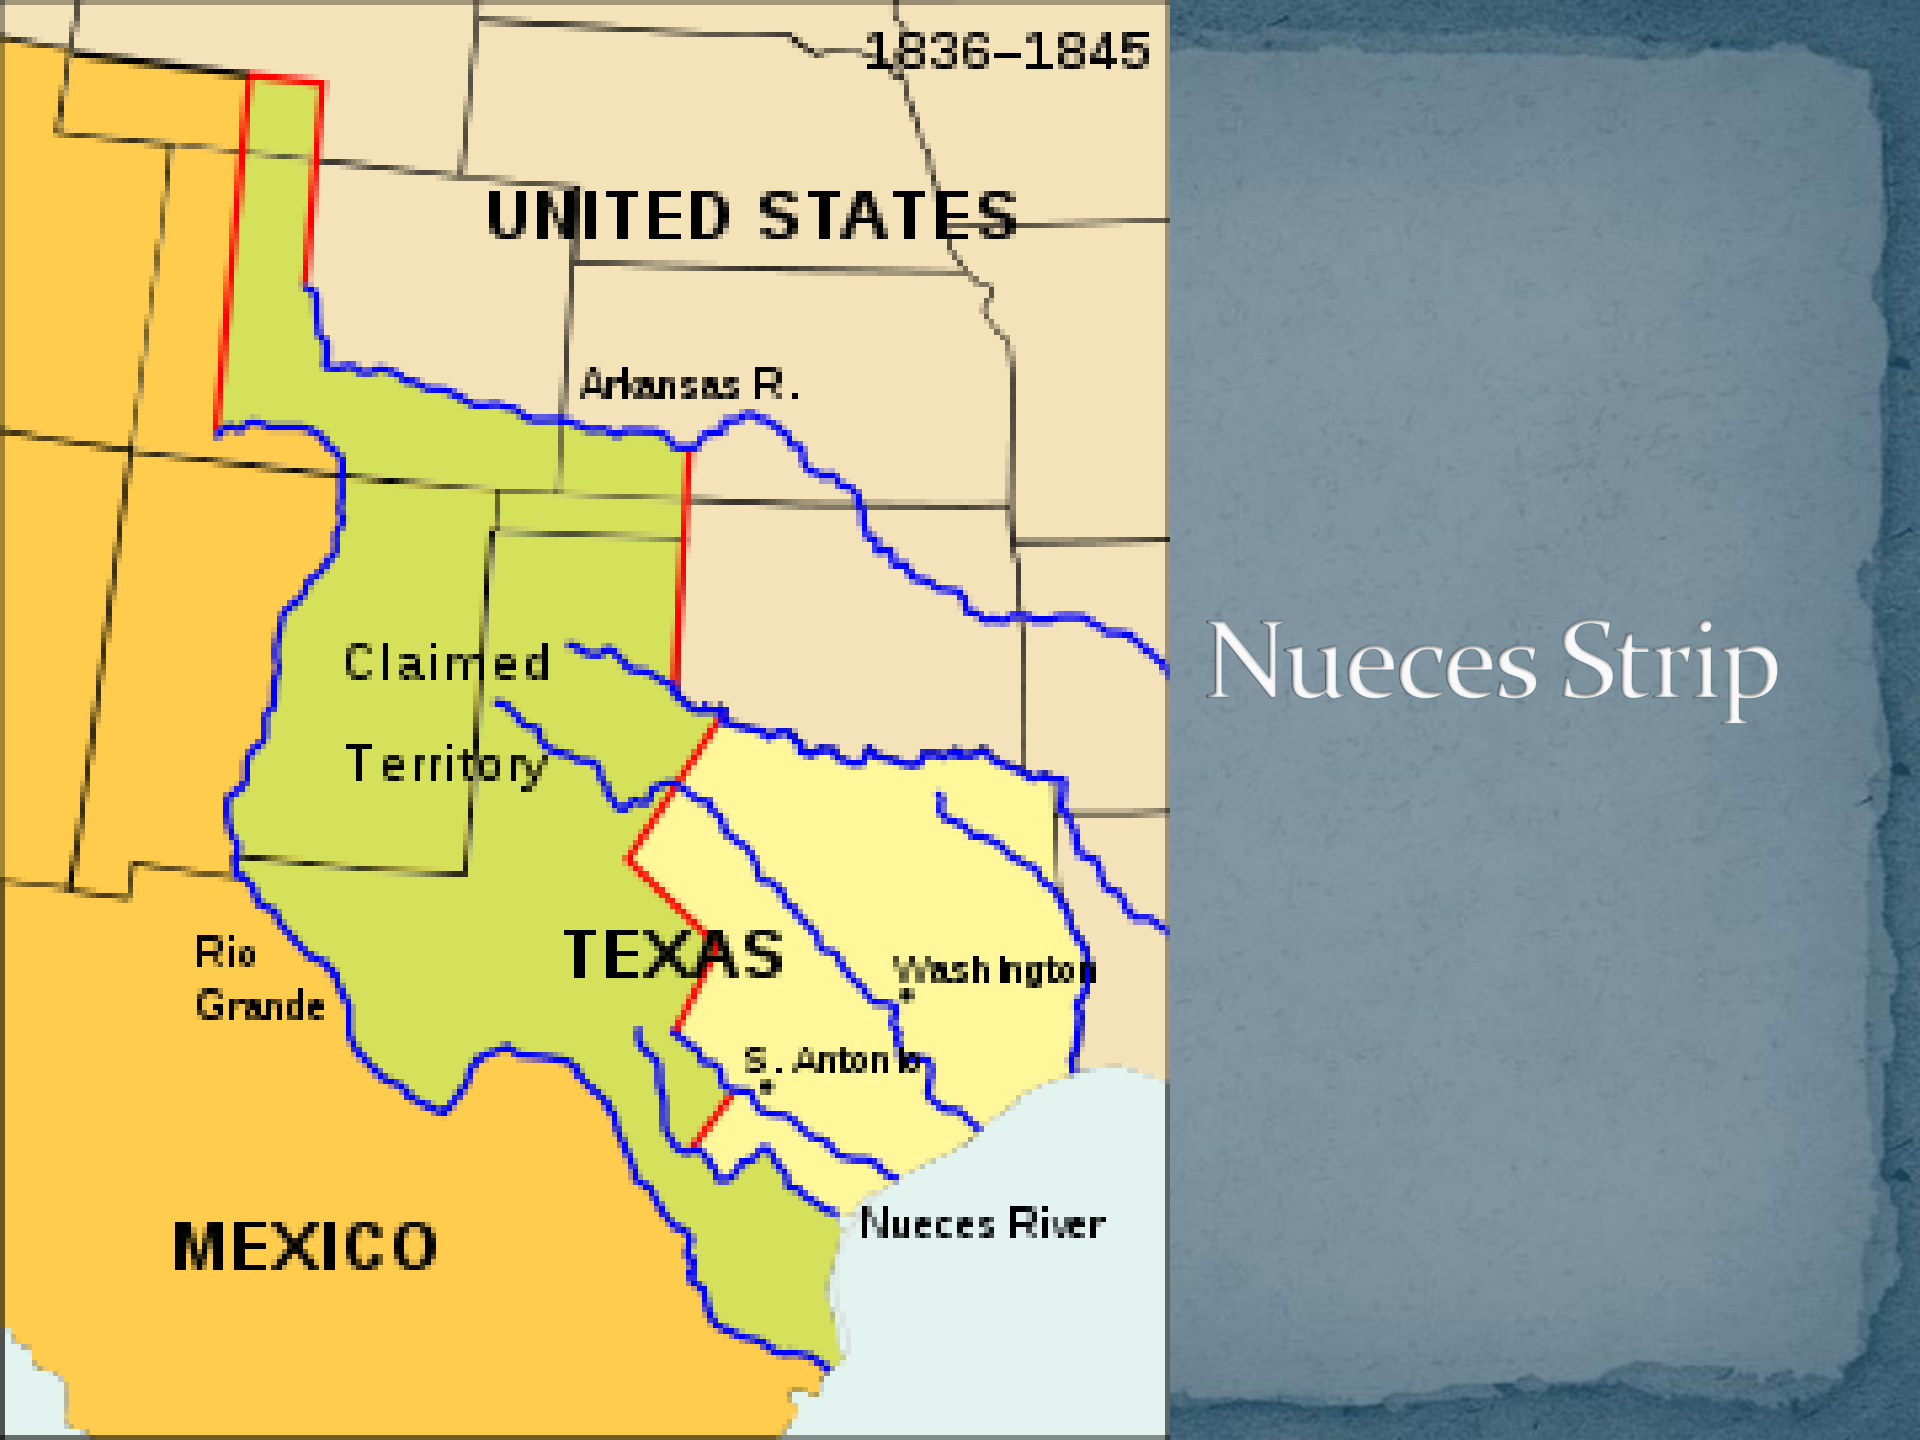 1836–1845
UNITED STATES
Arkansas R.
Claimed
Territory
Rio
Grande
TEXAS
Washington
S. Antonio
Nueces River
MEXICO
Nueces Strip